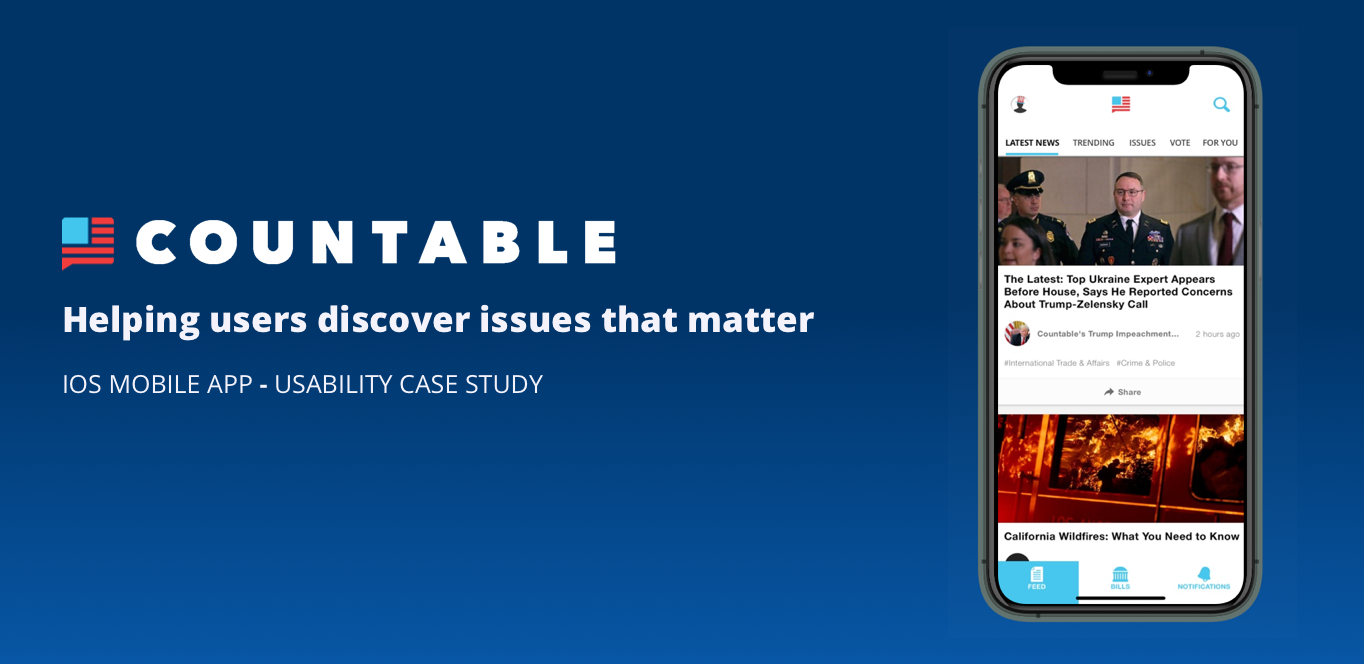 COUNTABLE
Helping users discover issues that matter
IOS MOBILE APP - USABILITY CASE STUDY
LATEST NEWS TRENDING ISSUES VOTE FOR YOU
The Latest: Top Ukraine Expert Appears
Before House, Says He Reported Concerns
About Trump-Zelensky Call
Countable's Trump Impeachment... 2 hours ago
#International Trade & Affairs #Crime & Police
Share
California Wildfires: What You Need to Know
FEED BILLS NOTIFICATIONS